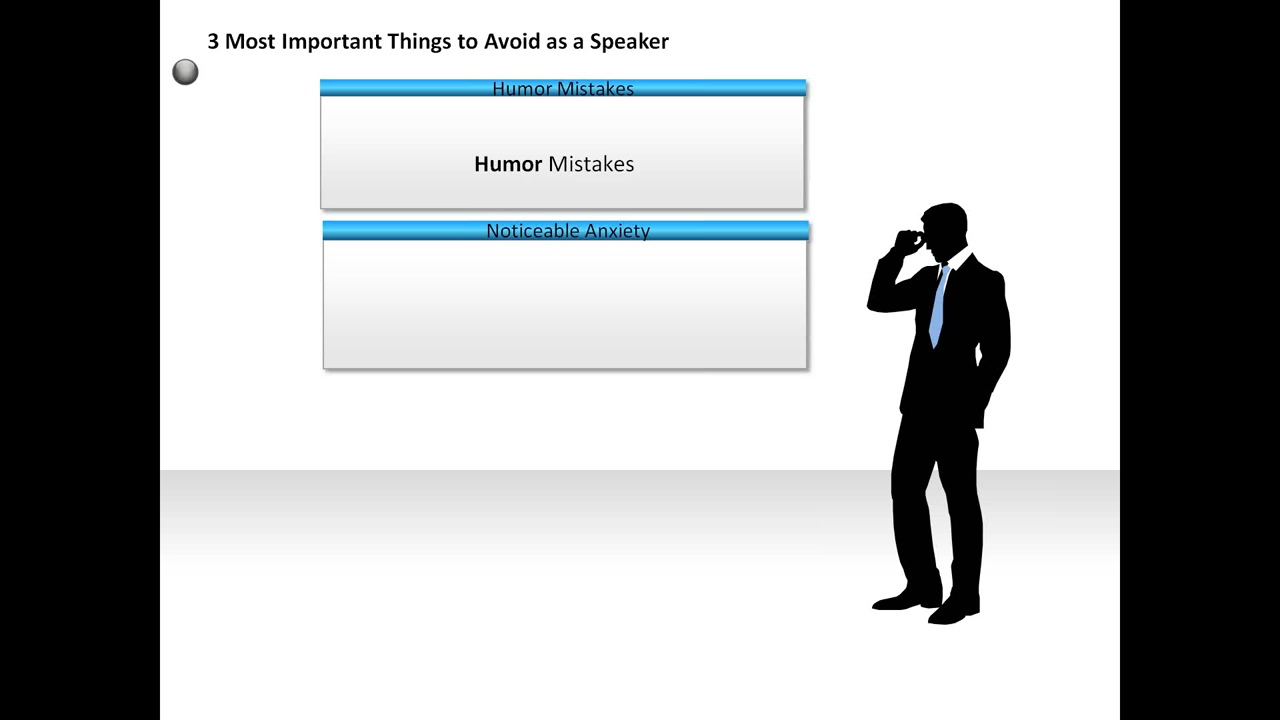 3 Most Important Things to Avoid as a Speaker
Humor Mistakes
Humor Mistakes
Noticeable Anxiety